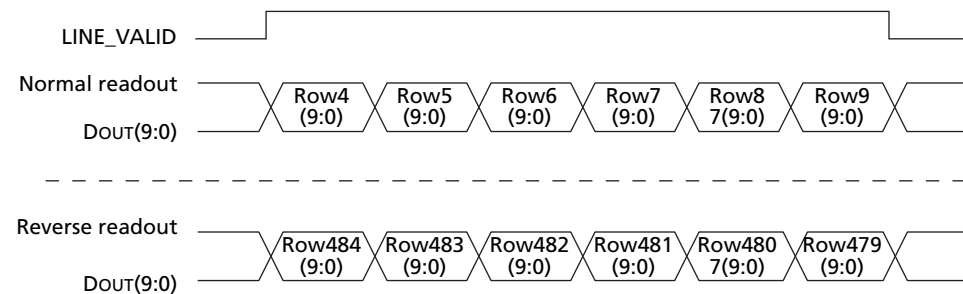 LINE_VALID
Normal readout
Row4 Row5 Row6 Row7 Row8 Row9
(9:0) (9:0) (9:0) (9:0) 7(9:0) (9:0)
DOUT(9:0)
Reverse readout
Row484 Row483 Row482 Row481 Row480 Row479
(9:0) (9:0) (9:0) (9:0) 7(9:0) (9:0)
DOUT(9:0)